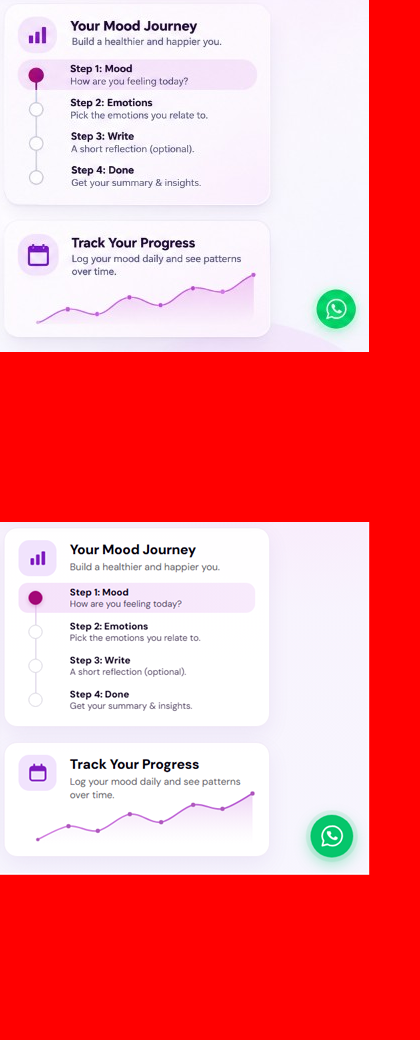 Your Mood Journey
Build a healthier and happier you.
Step 1: Mood
How are you feeling today?
Step 2: Emotions
Pick the emotions you relate to.
Step 3: Write
A short reflection (optional).
Step 4: Done
Get your summary & insights.
Track Your Progress
Log your mood daily and see patterns
over time.
Your Mood Journey
Build a healthier and happier you.
Step 1: Mood
How are you feeling today?
Step 2: Emotions
Pick the emotions you relate to.
Step 3: Write
A short reflection (optional).
Step 4: Done
Get your summary & insights.
Track Your Progress
Log your mood daily and see patterns
over time.